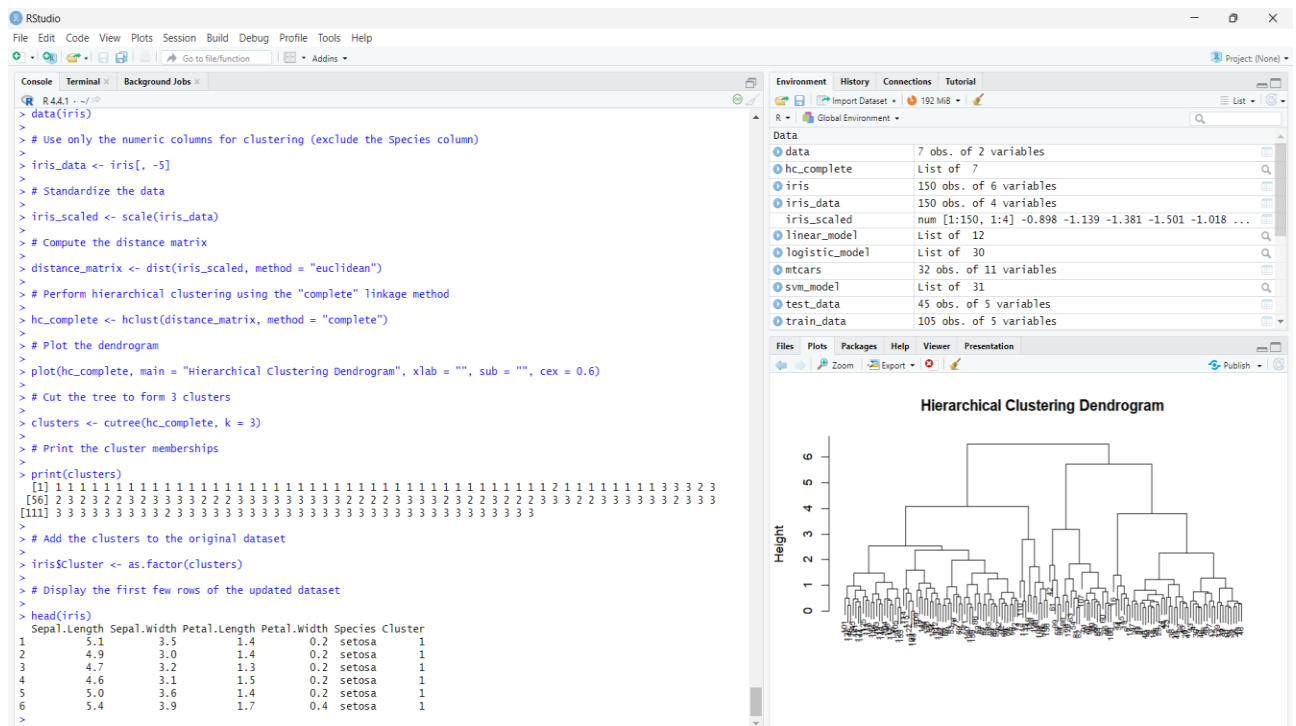 RStudio
File Edit Code View Plots Session Build Debug Profile Tools Help
Go to file/function
Addins
Project: (None)
Console Terminal Background Jobs
R 4.4.1 · ~/
> data(iris)
>
> # Use only the numeric columns for clustering (exclude the Species column)
>
> iris_data <- iris[, -5]
>
> # Standardize the data
>
> iris_scaled <- scale(iris_data)
>
> # Compute the distance matrix
>
> distance_matrix <- dist(iris_scaled, method = "euclidean")
>
> # Perform hierarchical clustering using the "complete" linkage method
>
> hc_complete <- hclust(distance_matrix, method = "complete")
>
> # Plot the dendrogram
>
> plot(hc_complete, main = "Hierarchical Clustering Dendrogram", xlab = "", sub = "", cex = 0.6)
>
> # Cut the tree to form 3 clusters
>
> clusters <- cutree(hc_complete, k = 3)
>
> # Print the cluster memberships
>
> print(clusters)
[1] 1 1 1 1 1 1 1 1 1 1 1 1 1 1 1 1 1 1 1 1 1 1 1 1 1 1 1 1 1 1 1 1 1 1 1 1 1 1 1 1 1 2 1 1 1 1 1 1 1 1 3 3 3 2 3
[56] 2 3 2 3 2 2 3 2 3 3 3 3 2 2 2 3 3 3 3 3 3 3 3 3 2 2 2 2 3 3 3 3 2 3 2 2 3 2 2 2 3 3 3 2 2 3 3 3 3 3 3 2 3 3 3
[111] 3 3 3 3 3 3 3 3 3 2 3 3 3 3 3 3 3 3 3 3 3 3 3 3 3 3 3 3 3 3 3 3 3 3 3 3 3 3 3 3
>
> # Add the clusters to the original dataset
>
> iris$Cluster <- as.factor(clusters)
>
> # Display the first few rows of the updated dataset
>
> head(iris)
Sepal.Length Sepal.Width Petal.Length Petal.Width Species Cluster
1 5.1 3.5 1.4 0.2 setosa 1
2 4.9 3.0 1.4 0.2 setosa 1
3 4.7 3.2 1.3 0.2 setosa 1
4 4.6 3.1 1.5 0.2 setosa 1
5 5.0 3.6 1.4 0.2 setosa 1
6 5.4 3.9 1.7 0.4 setosa 1
>
Environment History Connections Tutorial
Import Dataset 192 MiB List
R Global Environment
Data
data 7 obs. of 2 variables
hc_complete List of 7
iris 150 obs. of 6 variables
iris_data 150 obs. of 4 variables
iris_scaled num [1:150, 1:4] -0.898 -1.139 -1.381 -1.501 -1.018 ...
linear_model List of 12
logistic_model List of 30
mtcars 32 obs. of 11 variables
svm_model List of 31
test_data 45 obs. of 5 variables
train_data 105 obs. of 5 variables
Files Plots Packages Help Viewer Presentation
Zoom Export Publish
Hierarchical Clustering Dendrogram
Height
6
5
4
3
2
1
0